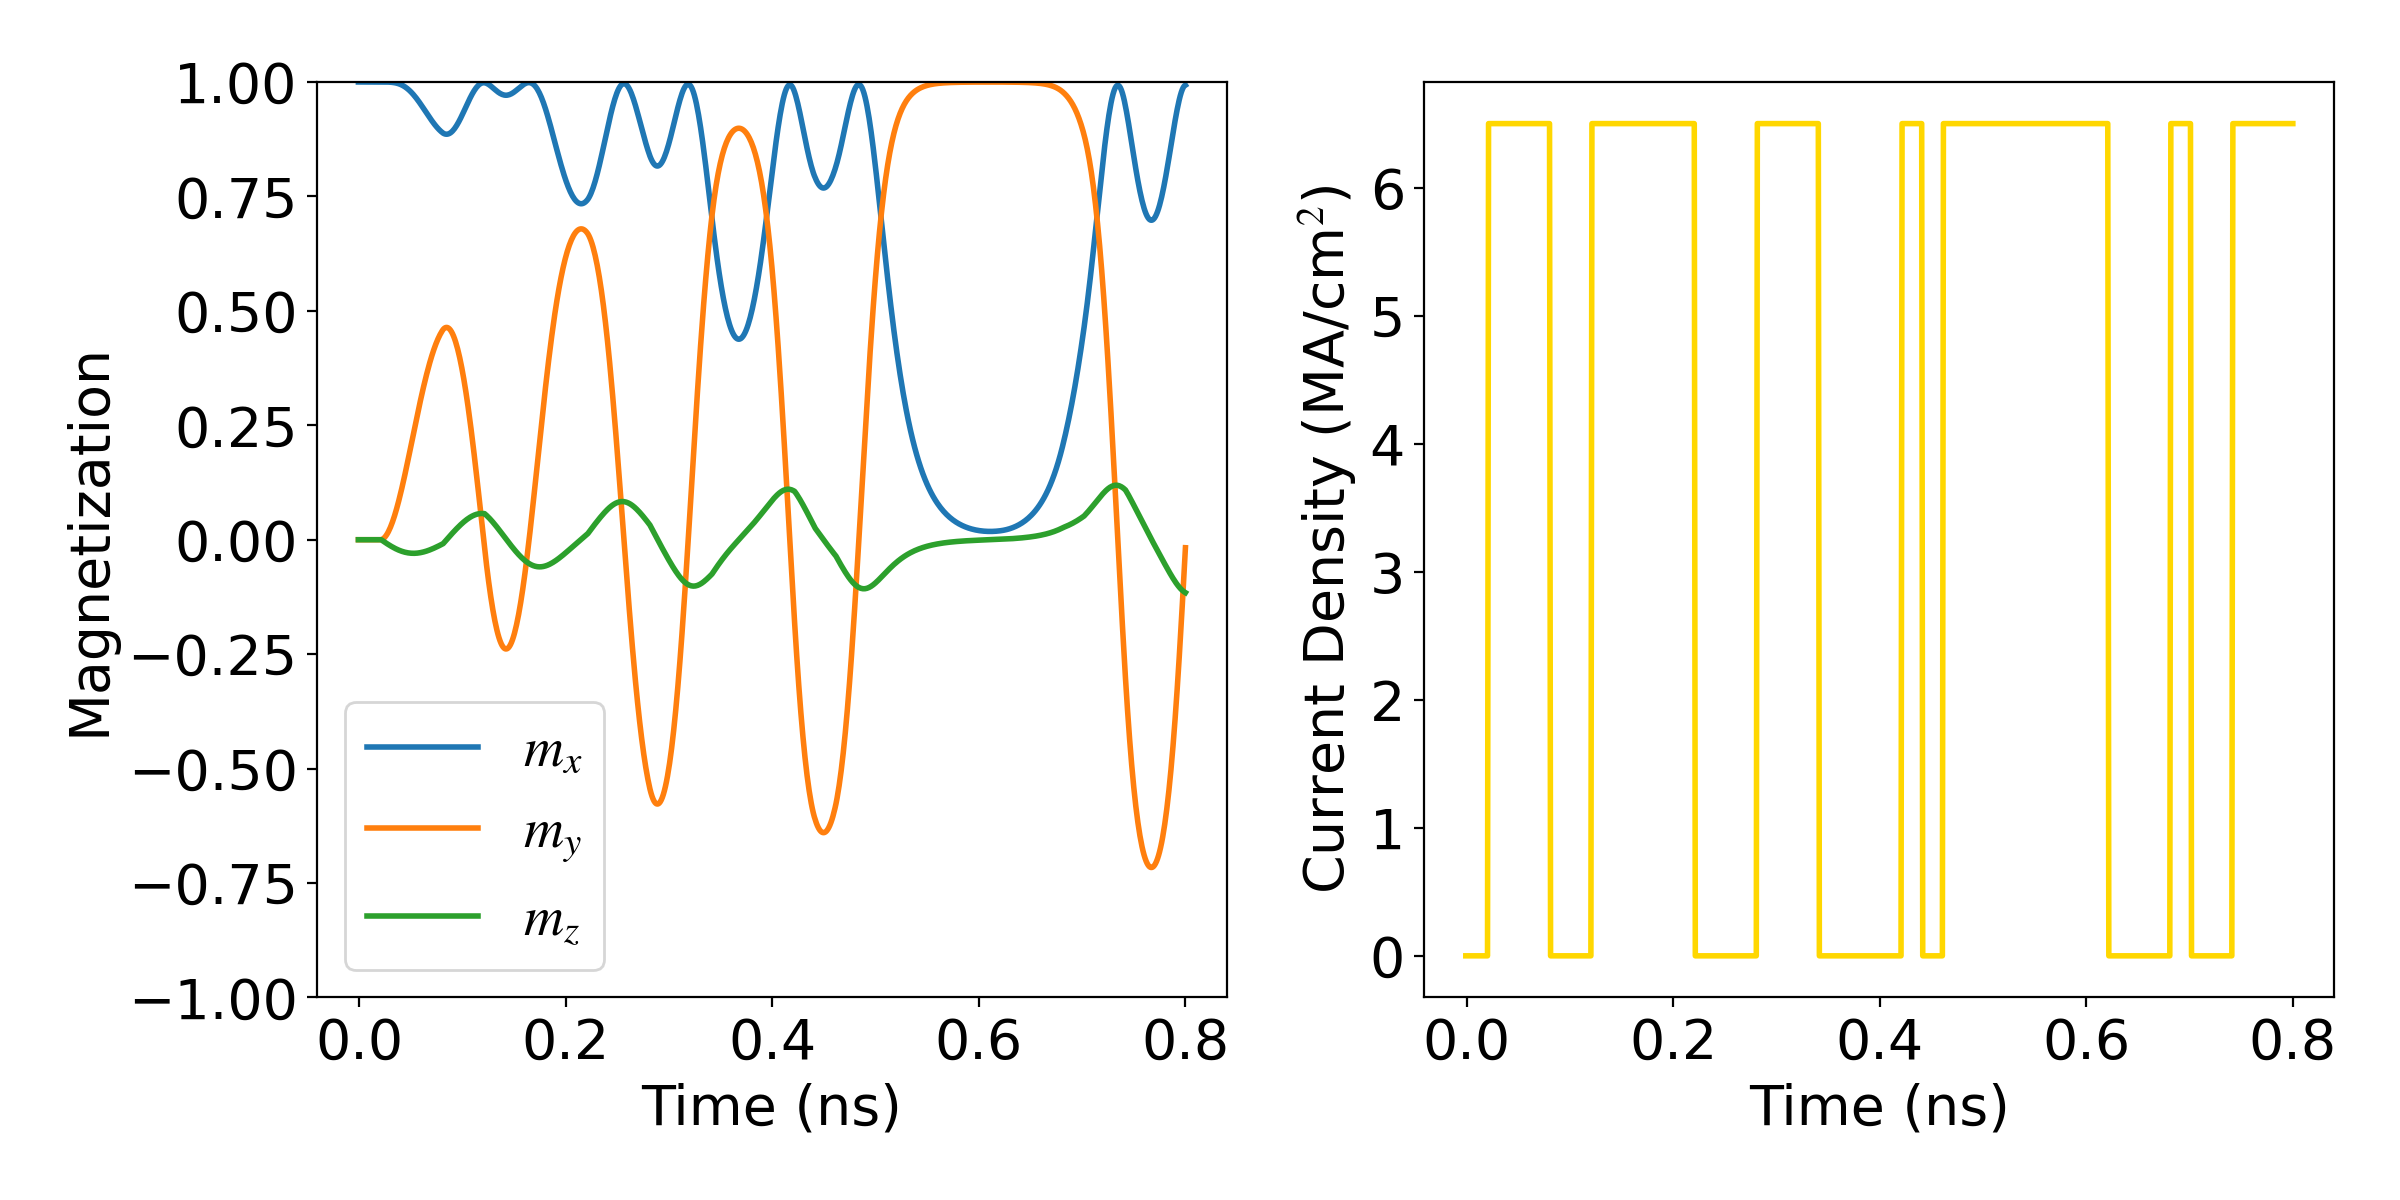 Magnetization
1.00
0.75
0.50
0.25
0.00
−0.25
−0.50
−0.75
−1.00
m_x
m_y
m_z
0.0 0.2 0.4 0.6 0.8
Time (ns)
Current Density (MA/cm²)
6
5
4
3
2
1
0
0.0 0.2 0.4 0.6 0.8
Time (ns)